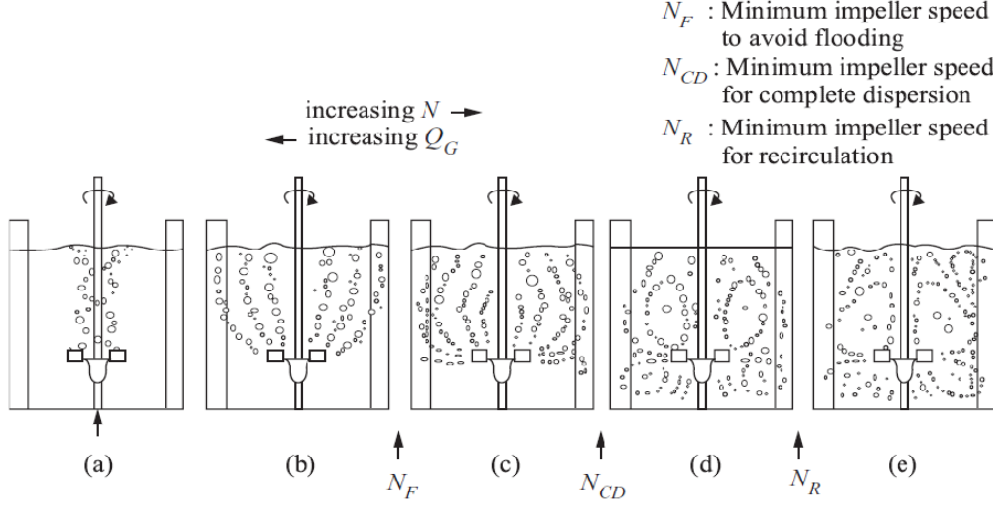 N_F : Minimum impeller speed
to avoid flooding
N_CD : Minimum impeller speed
for complete dispersion
N_R : Minimum impeller speed
for recirculation
increasing N →
← increasing Q_G
(a) (b) (c) (d) (e)
N_F N_CD N_R